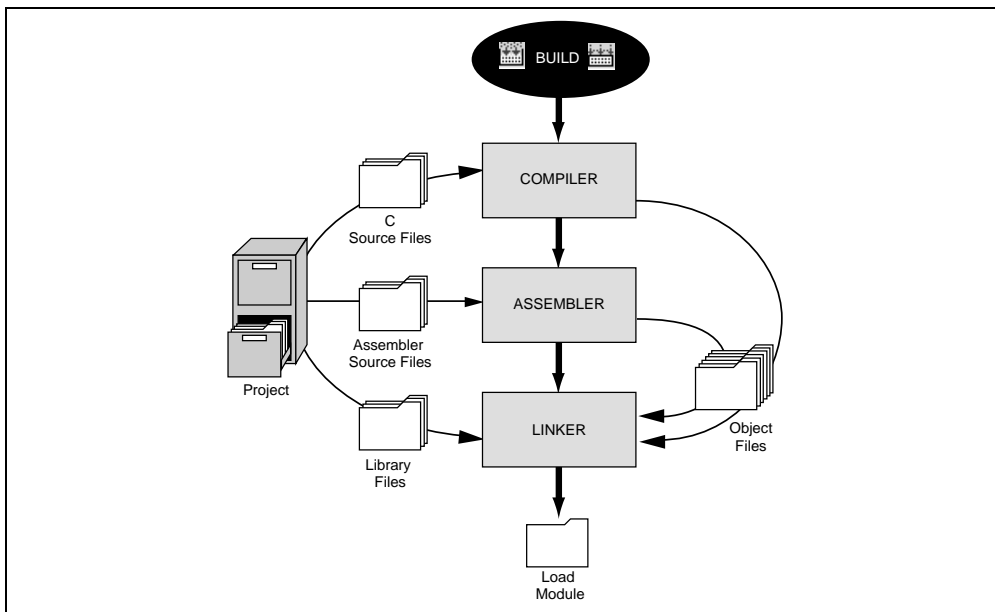 BUILD
COMPILER
C
Source Files
ASSEMBLER
Assembler
Source Files
Project
LINKER
Object
Files
Library
Files
Load
Module